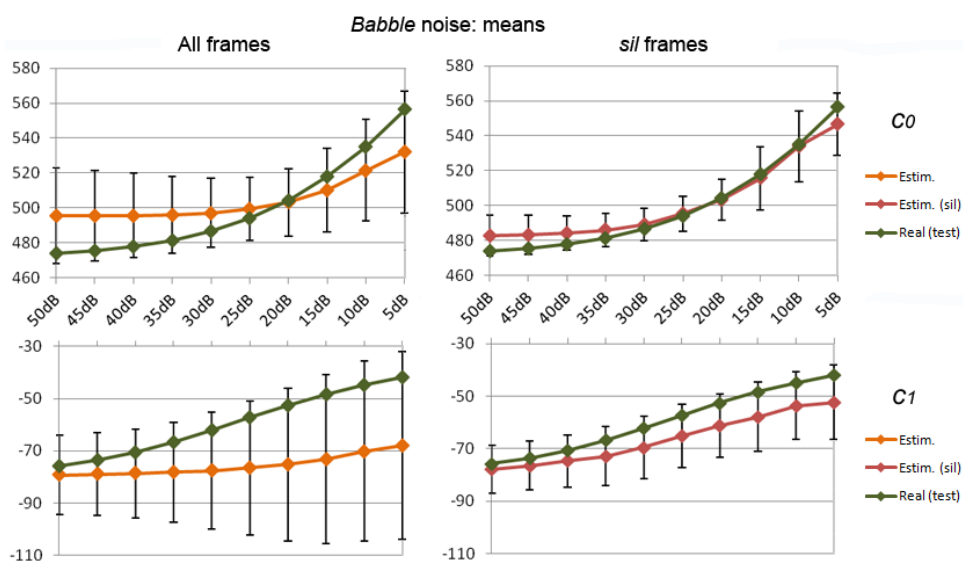 Babble noise: means
All frames
sil frames
580
560
540
520
500
480
460
50dB
45dB
40dB
35dB
30dB
25dB
20dB
15dB
10dB
5dB
580
560
540
520
500
480
460
50dB
45dB
40dB
35dB
30dB
25dB
20dB
15dB
10dB
5dB
C0
Estim.
Estim. (sil)
Real (test)
-30
-50
-70
-90
-110
-30
-50
-70
-90
-110
C1
Estim.
Estim. (sil)
Real (test)